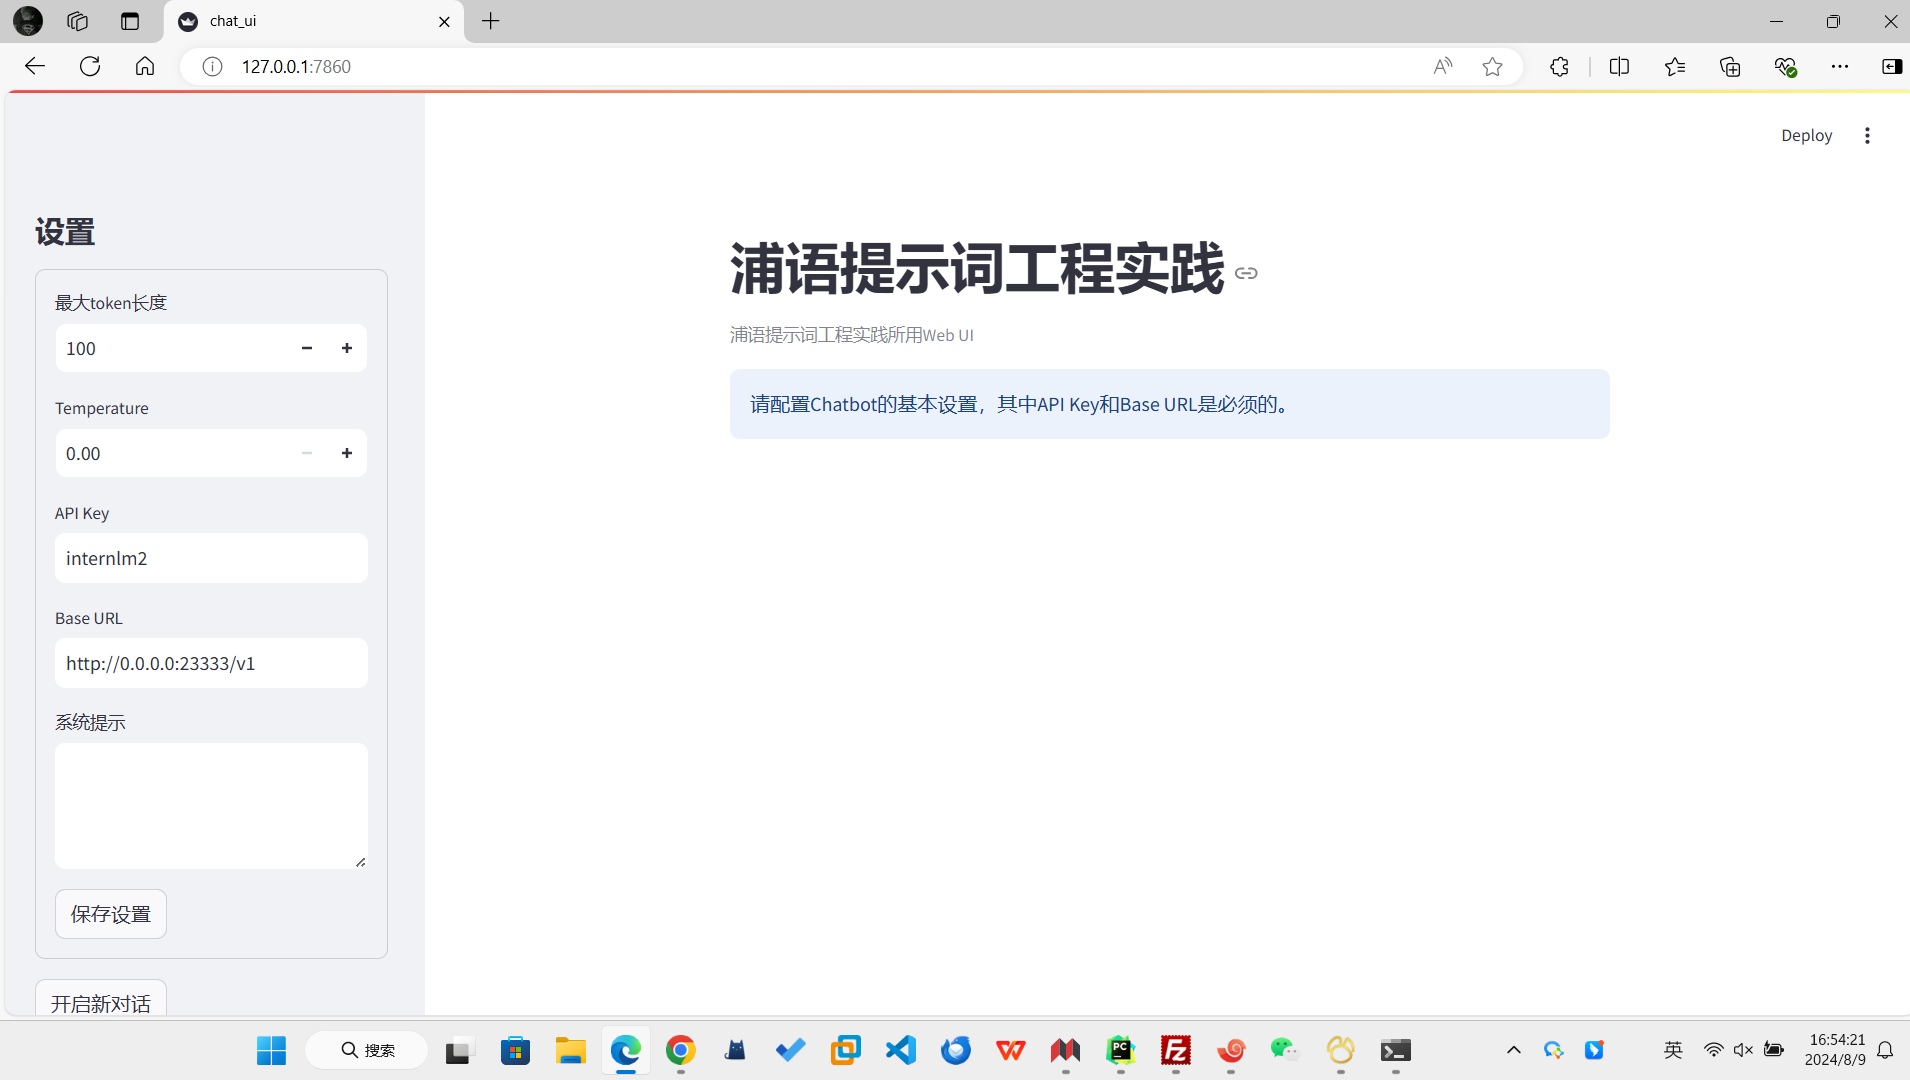 chat_ui
127.0.0.1:7860
Deploy
设置
最大token长度
100
Temperature
0.00
API Key
internlm2
Base URL
http://0.0.0.0:23333/v1
系统提示
保存设置
开启新对话
浦语提示词工程实践
浦语提示词工程实践所用Web UI
请配置Chatbot的基本设置，其中API Key和Base URL是必须的。
搜索
PC
FZ
英
16:54:21
2024/8/9